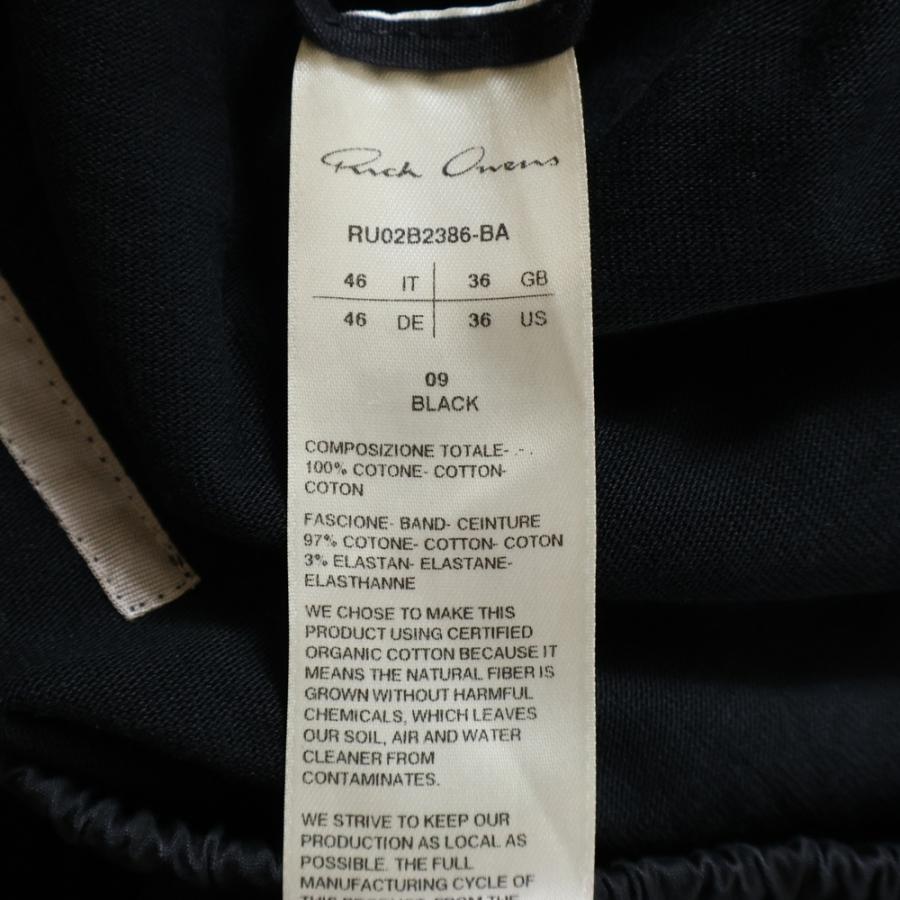 Rick Owens
RU02B2386-BA
46 IT 36 GB
46 DE 36 US
09
BLACK
COMPOSIZIONE TOTALE-
100% COTONE- COTTON-
COTON
FASCIONE- BAND- CEINTURE
97% COTONE- COTTON- COTON
3% ELASTAN- ELASTANE-
ELASTHANNE
WE CHOSE TO MAKE THIS
PRODUCT USING CERTIFIED
ORGANIC COTTON BECAUSE IT
MEANS THE NATURAL FIBER IS
GROWN WITHOUT HARMFUL
CHEMICALS, WHICH LEAVES
OUR SOIL, AIR AND WATER
CLEANER FROM
CONTAMINATES.
WE STRIVE TO KEEP OUR
PRODUCTION AS LOCAL AS
POSSIBLE. THE FULL
MANUFACTURING CYCLE OF
THIS PRODUCT, FROM THE